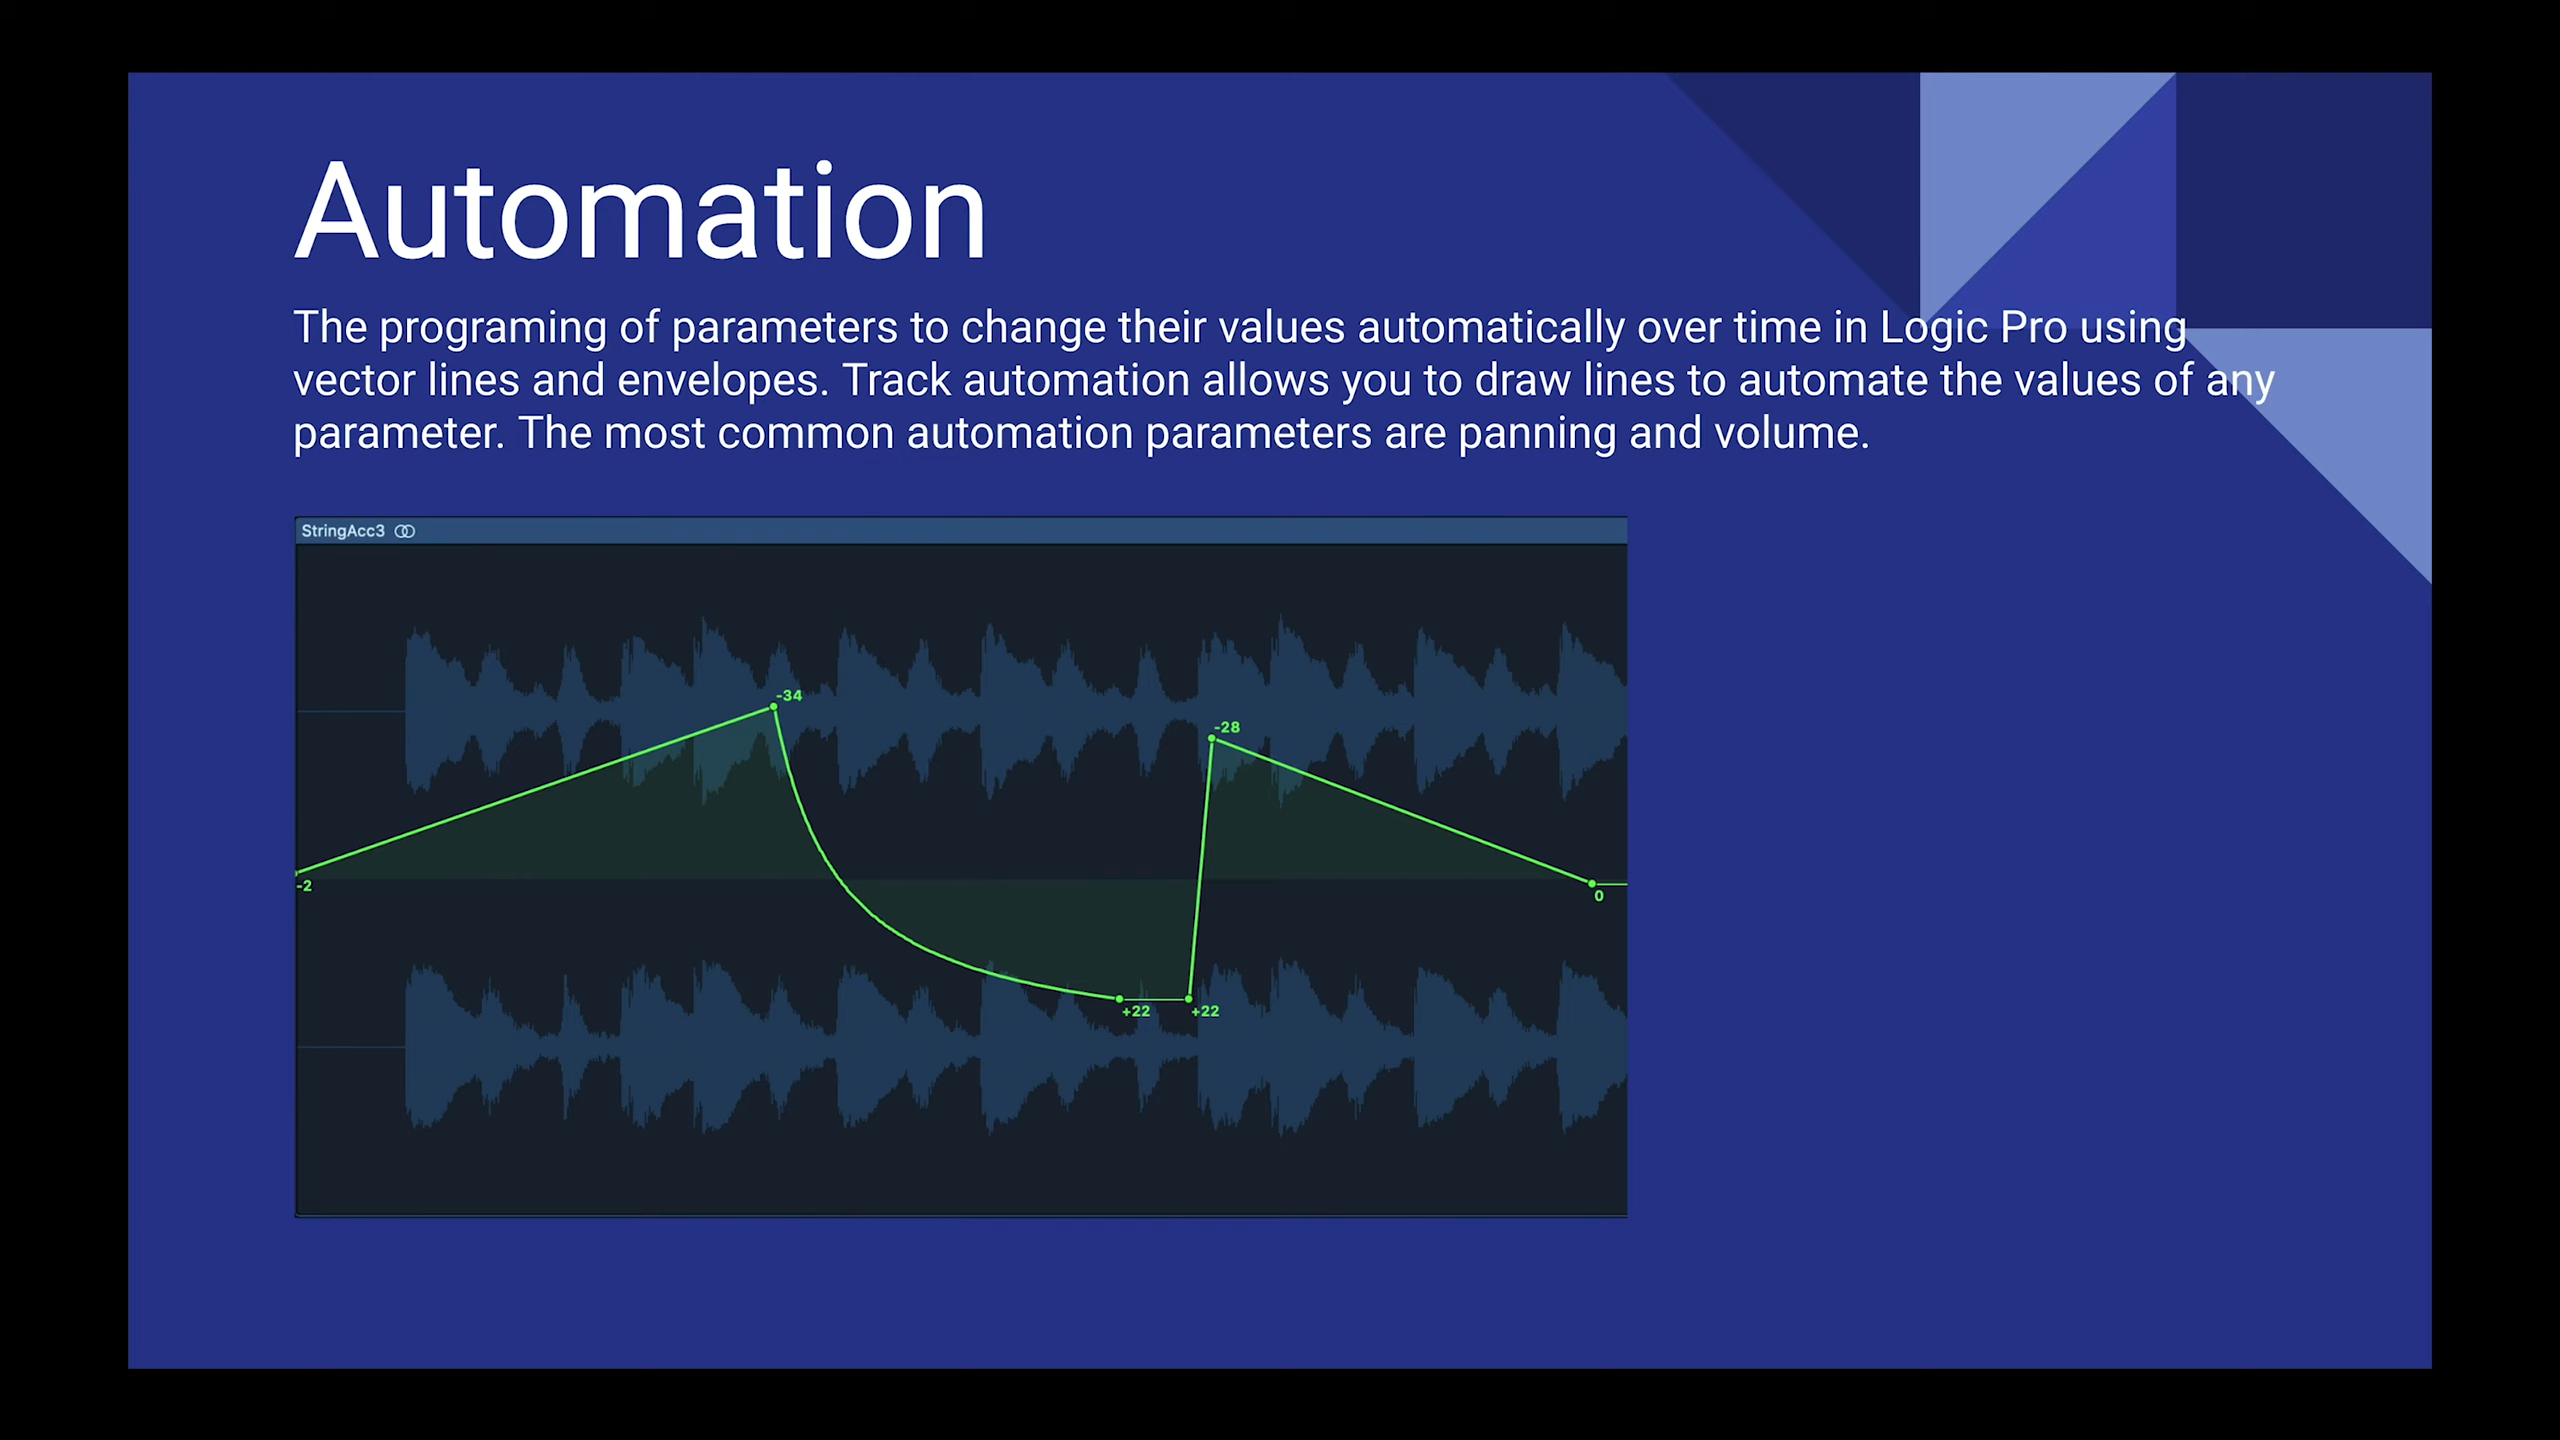 Automation
The programing of parameters to change their values automatically over time in Logic Pro using
vector lines and envelopes. Track automation allows you to draw lines to automate the values of any
parameter. The most common automation parameters are panning and volume.
StringAcc3
-34
-28
-2
0
+22 +22